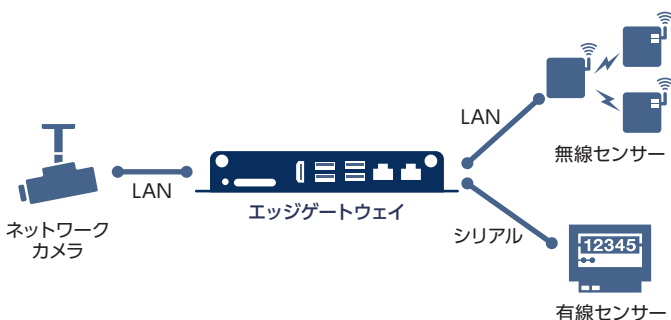 LAN
ネットワーク
カメラ
エッジゲートウェイ
LAN
無線センサー
シリアル
12345
有線センサー